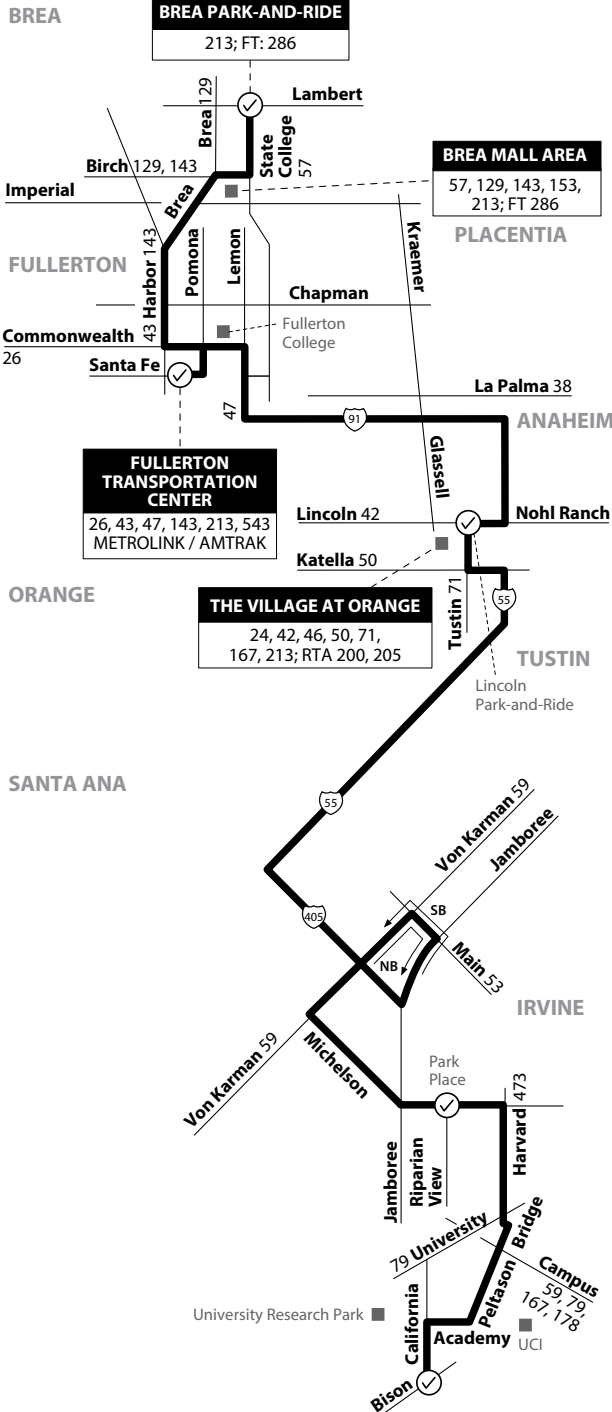 BREA
BREA PARK-AND-RIDE
213; FT: 286
Lambert
Brea 129
State
College
57
Birch 129, 143
BREA MALL AREA
57, 129, 143, 153,
213; FT 286
Imperial
Brea
PLACENTIA
Kraemer
FULLERTON
43 Harbor 143
Pomona
Lemon
Chapman
Fullerton
College
Commonwealth
26
Santa Fe
La Palma 38
47
91
ANAHEIM
FULLERTON
TRANSPORTATION
CENTER
26, 43, 47, 143, 213, 543
METROLINK / AMTRAK
Glassell
Lincoln 42
Nohl Ranch
Katella 50
ORANGE
THE VILLAGE AT ORANGE
24, 42, 46, 50, 71,
167, 213; RTA 200, 205
Tustin 71
55
TUSTIN
Lincoln
Park-and-Ride
SANTA ANA
55
Von Karman 59
Jamboree
405
SB
NB
Main 53
IRVINE
Von Karman 59
Michelson
Park
Place
Harvard 473
Jamboree
Riparian
View
79 University
Bridge
Campus
59, 79,
167, 178
Peltason
University Research Park
California
Academy
UCI
Bison